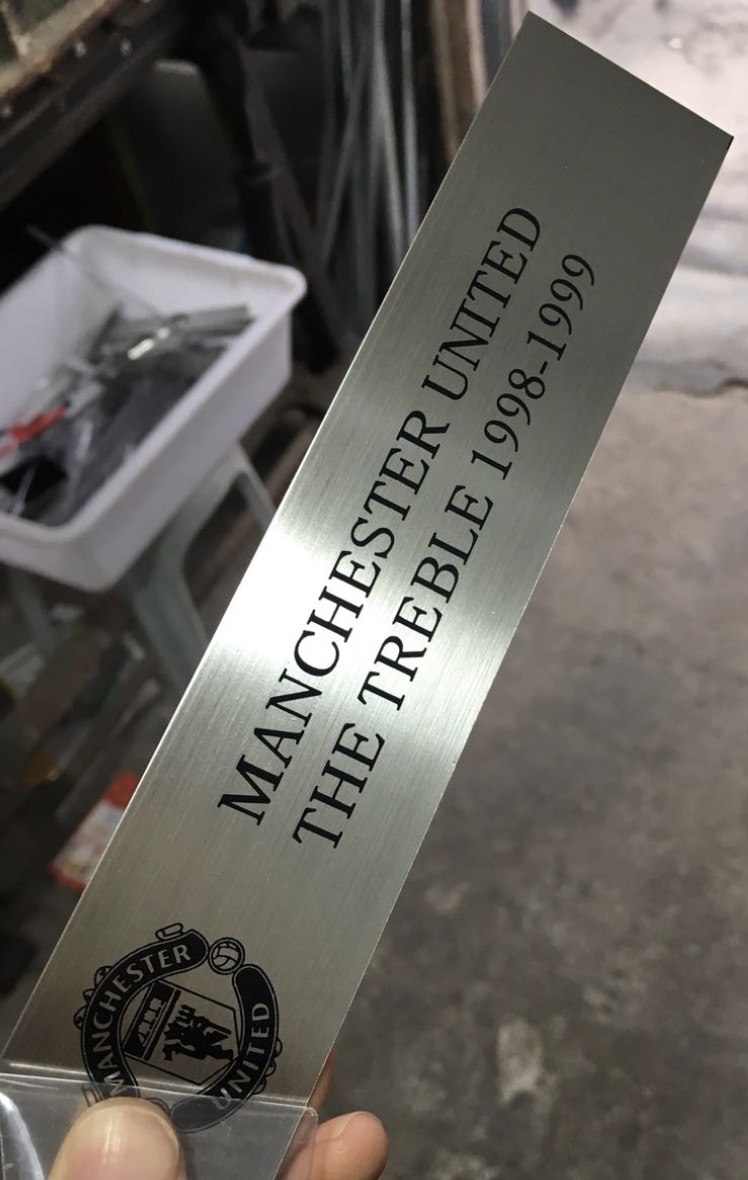 MANCHESTER UNITED
THE TREBLE 1998-1999
MANCHESTER
UNITED